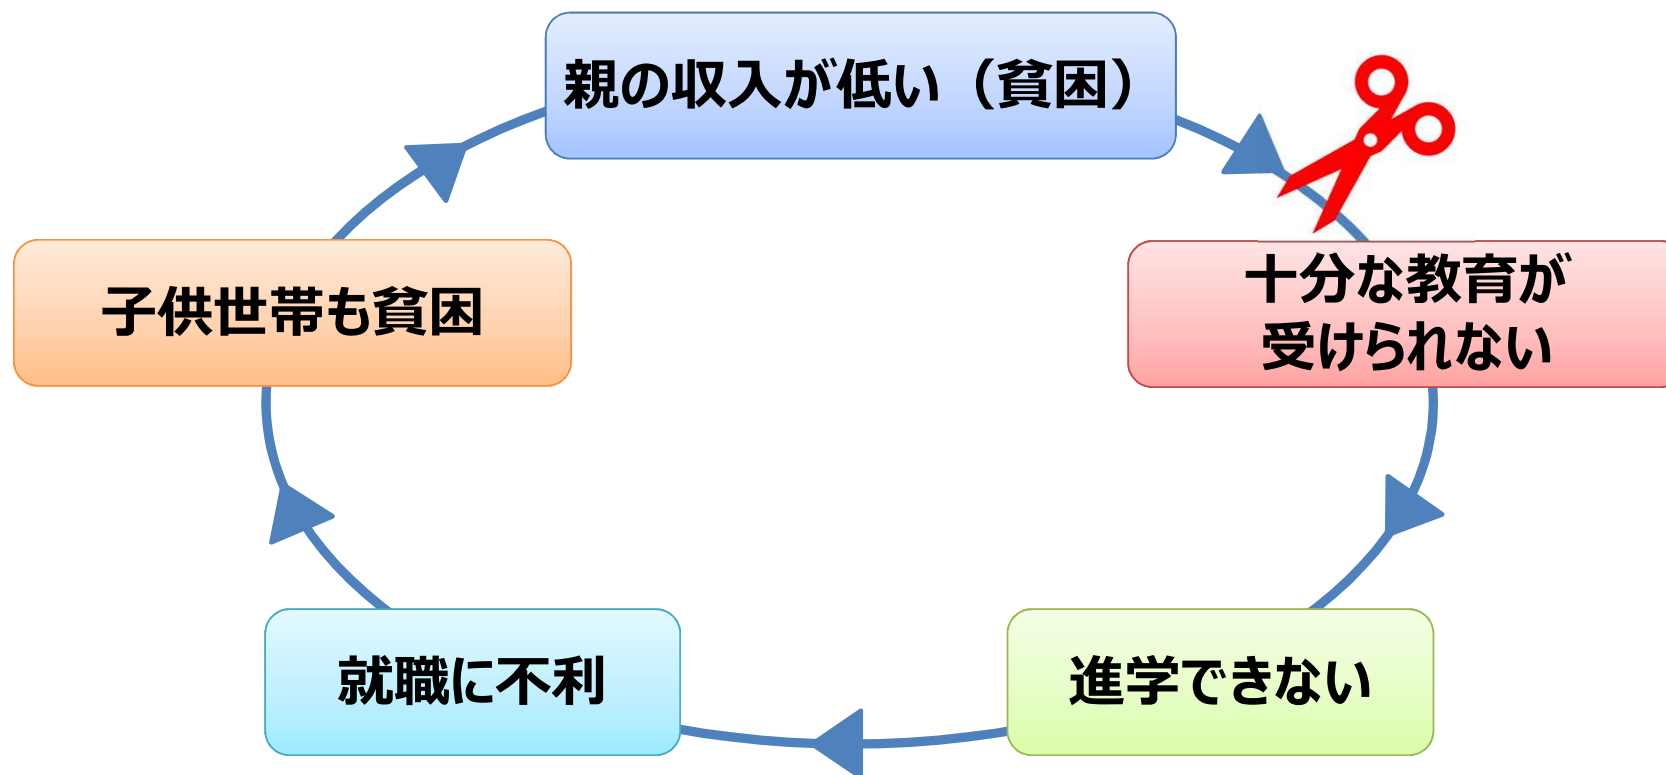 親の収入が低い（貧困）
十分な教育が
受けられない
子供世帯も貧困
就職に不利
進学できない